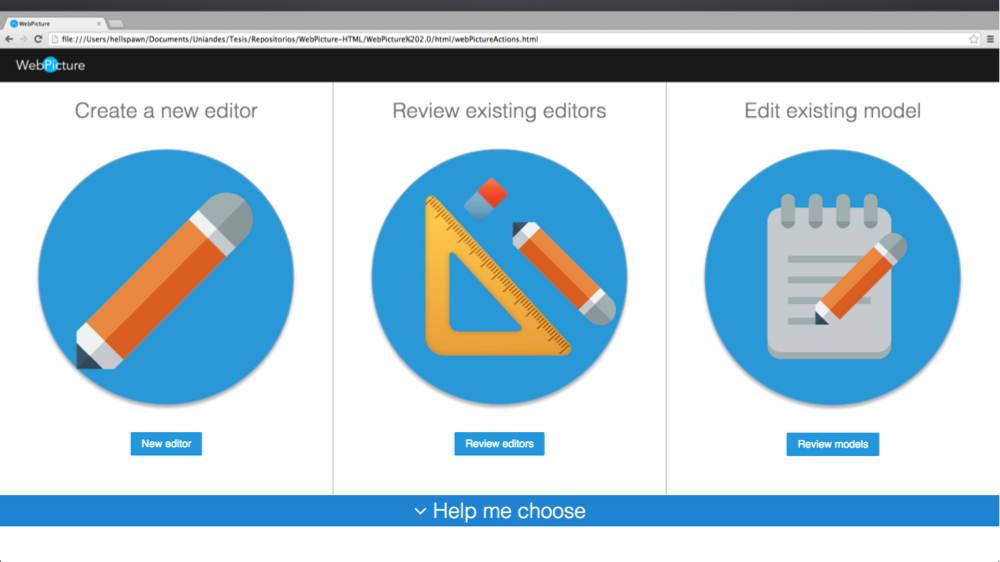 WebPicture
file:///Users/hellspawn/Documents/Uniandes/Tesis/Repositorios/WebPicture-HTML/WebPicture%202.0/html/webPictureActions.html
WebPicture
Create a new editor
Review existing editors
Edit existing model
New editor
Review editors
Review models
Help me choose